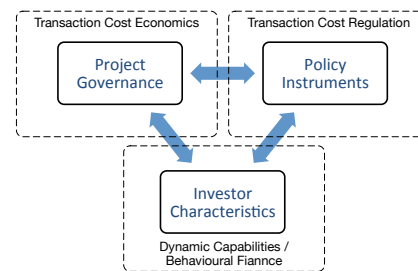 Transaction Cost Economics
Transaction Cost Regulation
Project
Governance
Policy
Instruments
Investor
Characteristics
Dynamic Capabilities /
Behavioural Fiannce